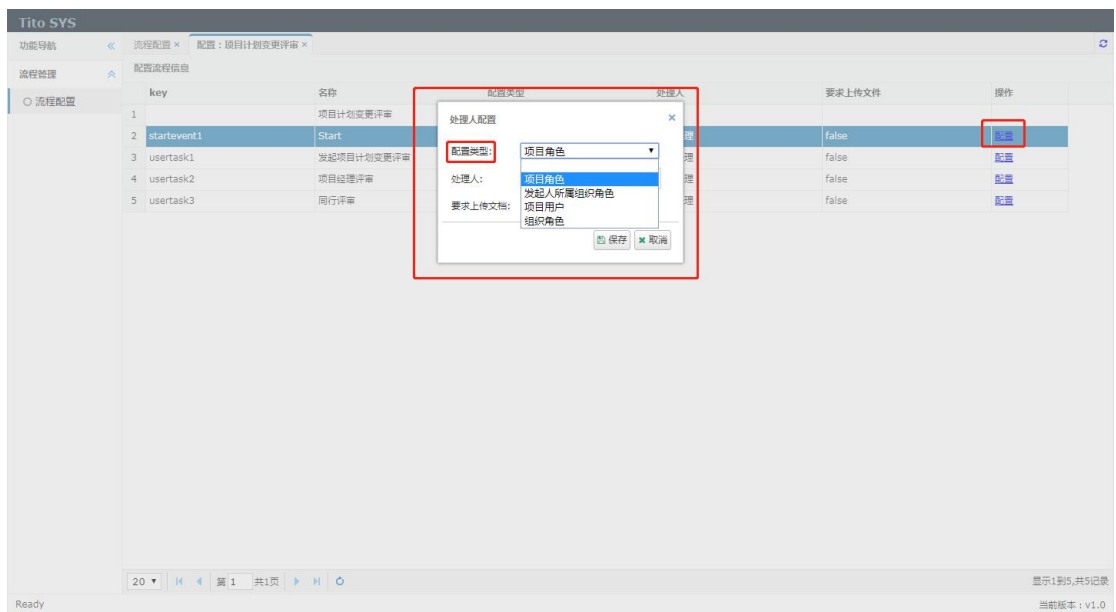 Tito SYS
功能导航 « 流程配置 × 配置：项目计划变更评审 ×
流程管理 配置流程信息
流程配置
key 名称 配置类型 处理人 要求上传文件 操作
1 项目计划变更评审
2 startevent1 Start 理 false 配置
3 usertask1 发起项目计划变更评审 理 false 配置
4 usertask2 项目经理评审 理 false 配置
5 usertask3 同行评审 理 false 配置
处理人配置 ×
配置类型: 项目角色
处理人: 项目角色
发起人所属组织角色
要求上传文档: 项目用户
组织角色
保存 取消
20 第 1 共1页 显示1到5,共5记录
Ready 当前版本：v1.0